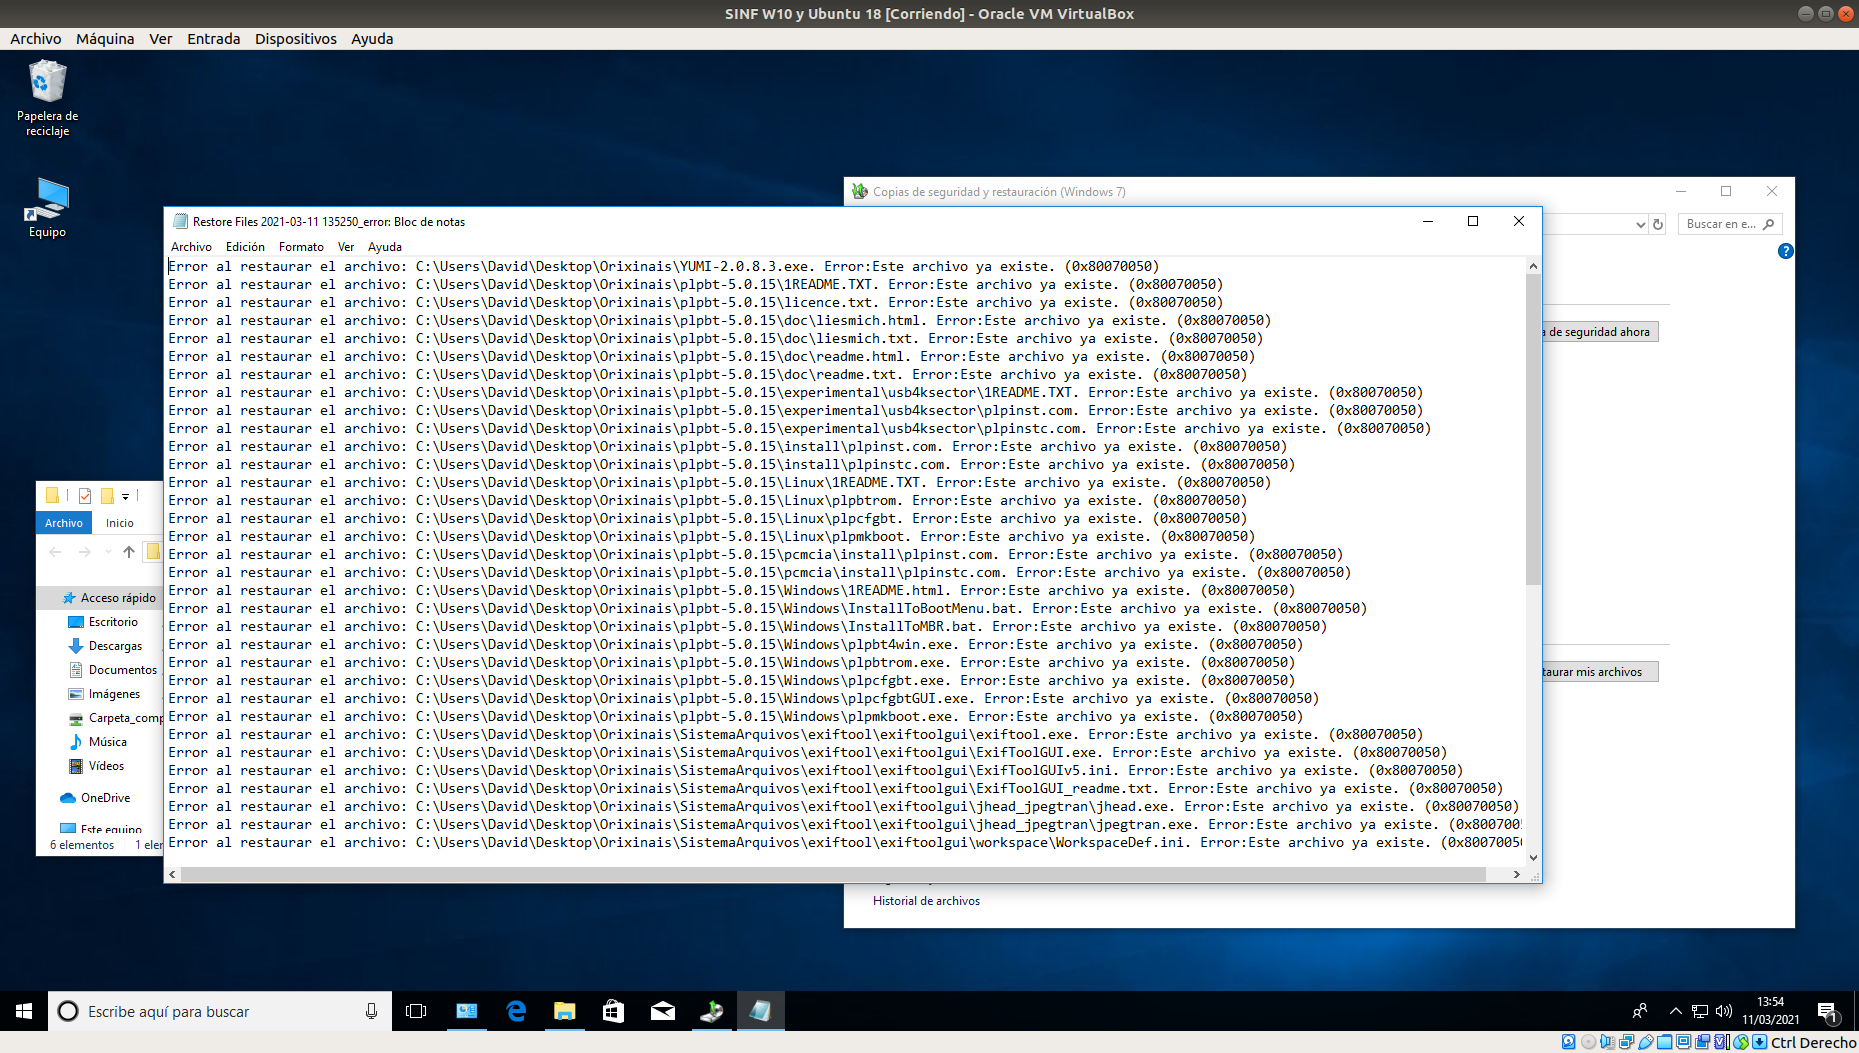 SINF W10 y Ubuntu 18 [Corriendo] - Oracle VM VirtualBox
Archivo Máquina Ver Entrada Dispositivos Ayuda
Papelera de
reciclaje
Equipo
Copias de seguridad y restauración (Windows 7)
Buscar en e...
a de seguridad ahora
taurar mis archivos
Historial de archivos
Restore Files 2021-03-11 135250_error: Bloc de notas
Archivo Edición Formato Ver Ayuda
Error al restaurar el archivo: C:\Users\David\Desktop\Orixinais\YUMI-2.0.8.3.exe. Error:Este archivo ya existe. (0x80070050)
Error al restaurar el archivo: C:\Users\David\Desktop\Orixinais\plpbt-5.0.15\1README.TXT. Error:Este archivo ya existe. (0x80070050)
Error al restaurar el archivo: C:\Users\David\Desktop\Orixinais\plpbt-5.0.15\licence.txt. Error:Este archivo ya existe. (0x80070050)
Error al restaurar el archivo: C:\Users\David\Desktop\Orixinais\plpbt-5.0.15\doc\liesmich.html. Error:Este archivo ya existe. (0x80070050)
Error al restaurar el archivo: C:\Users\David\Desktop\Orixinais\plpbt-5.0.15\doc\liesmich.txt. Error:Este archivo ya existe. (0x80070050)
Error al restaurar el archivo: C:\Users\David\Desktop\Orixinais\plpbt-5.0.15\doc\readme.html. Error:Este archivo ya existe. (0x80070050)
Error al restaurar el archivo: C:\Users\David\Desktop\Orixinais\plpbt-5.0.15\doc\readme.txt. Error:Este archivo ya existe. (0x80070050)
Error al restaurar el archivo: C:\Users\David\Desktop\Orixinais\plpbt-5.0.15\experimental\usb4ksector\1README.TXT. Error:Este archivo ya existe. (0x80070050)
Error al restaurar el archivo: C:\Users\David\Desktop\Orixinais\plpbt-5.0.15\experimental\usb4ksector\plpinst.com. Error:Este archivo ya existe. (0x80070050)
Error al restaurar el archivo: C:\Users\David\Desktop\Orixinais\plpbt-5.0.15\experimental\usb4ksector\plpinstc.com. Error:Este archivo ya existe. (0x80070050)
Error al restaurar el archivo: C:\Users\David\Desktop\Orixinais\plpbt-5.0.15\install\plpinst.com. Error:Este archivo ya existe. (0x80070050)
Error al restaurar el archivo: C:\Users\David\Desktop\Orixinais\plpbt-5.0.15\install\plpinstc.com. Error:Este archivo ya existe. (0x80070050)
Error al restaurar el archivo: C:\Users\David\Desktop\Orixinais\plpbt-5.0.15\Linux\1README.TXT. Error:Este archivo ya existe. (0x80070050)
Error al restaurar el archivo: C:\Users\David\Desktop\Orixinais\plpbt-5.0.15\Linux\plpbtrom. Error:Este archivo ya existe. (0x80070050)
Error al restaurar el archivo: C:\Users\David\Desktop\Orixinais\plpbt-5.0.15\Linux\plpcfgbt. Error:Este archivo ya existe. (0x80070050)
Error al restaurar el archivo: C:\Users\David\Desktop\Orixinais\plpbt-5.0.15\Linux\plpmkboot. Error:Este archivo ya existe. (0x80070050)
Error al restaurar el archivo: C:\Users\David\Desktop\Orixinais\plpbt-5.0.15\pcmcia\install\plpinst.com. Error:Este archivo ya existe. (0x80070050)
Error al restaurar el archivo: C:\Users\David\Desktop\Orixinais\plpbt-5.0.15\pcmcia\install\plpinstc.com. Error:Este archivo ya existe. (0x80070050)
Error al restaurar el archivo: C:\Users\David\Desktop\Orixinais\plpbt-5.0.15\Windows\1README.html. Error:Este archivo ya existe. (0x80070050)
Error al restaurar el archivo: C:\Users\David\Desktop\Orixinais\plpbt-5.0.15\Windows\InstallToBootMenu.bat. Error:Este archivo ya existe. (0x80070050)
Error al restaurar el archivo: C:\Users\David\Desktop\Orixinais\plpbt-5.0.15\Windows\InstallToMBR.bat. Error:Este archivo ya existe. (0x80070050)
Error al restaurar el archivo: C:\Users\David\Desktop\Orixinais\plpbt-5.0.15\Windows\plpbt4win.exe. Error:Este archivo ya existe. (0x80070050)
Error al restaurar el archivo: C:\Users\David\Desktop\Orixinais\plpbt-5.0.15\Windows\plpbtrom.exe. Error:Este archivo ya existe. (0x80070050)
Error al restaurar el archivo: C:\Users\David\Desktop\Orixinais\plpbt-5.0.15\Windows\plpcfgbt.exe. Error:Este archivo ya existe. (0x80070050)
Error al restaurar el archivo: C:\Users\David\Desktop\Orixinais\plpbt-5.0.15\Windows\plpcfgbtGUI.exe. Error:Este archivo ya existe. (0x80070050)
Error al restaurar el archivo: C:\Users\David\Desktop\Orixinais\plpbt-5.0.15\Windows\plpmkboot.exe. Error:Este archivo ya existe. (0x80070050)
Error al restaurar el archivo: C:\Users\David\Desktop\Orixinais\SistemaArquivos\exiftool\exiftoolgui\exiftool.exe. Error:Este archivo ya existe. (0x80070050)
Error al restaurar el archivo: C:\Users\David\Desktop\Orixinais\SistemaArquivos\exiftool\exiftoolgui\ExifToolGUI.exe. Error:Este archivo ya existe. (0x80070050)
Error al restaurar el archivo: C:\Users\David\Desktop\Orixinais\SistemaArquivos\exiftool\exiftoolgui\ExifToolGUIv5.ini. Error:Este archivo ya existe. (0x80070050)
Error al restaurar el archivo: C:\Users\David\Desktop\Orixinais\SistemaArquivos\exiftool\exiftoolgui\ExifToolGUI_readme.txt. Error:Este archivo ya existe. (0x80070050)
Error al restaurar el archivo: C:\Users\David\Desktop\Orixinais\SistemaArquivos\exiftool\exiftoolgui\jhead_jpegtran\jhead.exe. Error:Este archivo ya existe. (0x80070050)
Error al restaurar el archivo: C:\Users\David\Desktop\Orixinais\SistemaArquivos\exiftool\exiftoolgui\jhead_jpegtran\jpegtran.exe. Error:Este archivo ya existe. (0x800700
Error al restaurar el archivo: C:\Users\David\Desktop\Orixinais\SistemaArquivos\exiftool\exiftoolgui\workspace\WorkspaceDef.ini. Error:Este archivo ya existe. (0x8007005
Archivo Inicio
Acceso rápido
Escritorio
Descargas
Documentos
Imágenes
Carpeta_comp
Música
Vídeos
OneDrive
Este equipo
6 elementos 1 eler
Escribe aquí para buscar
13:54
11/03/2021
1
Ctrl Derecho